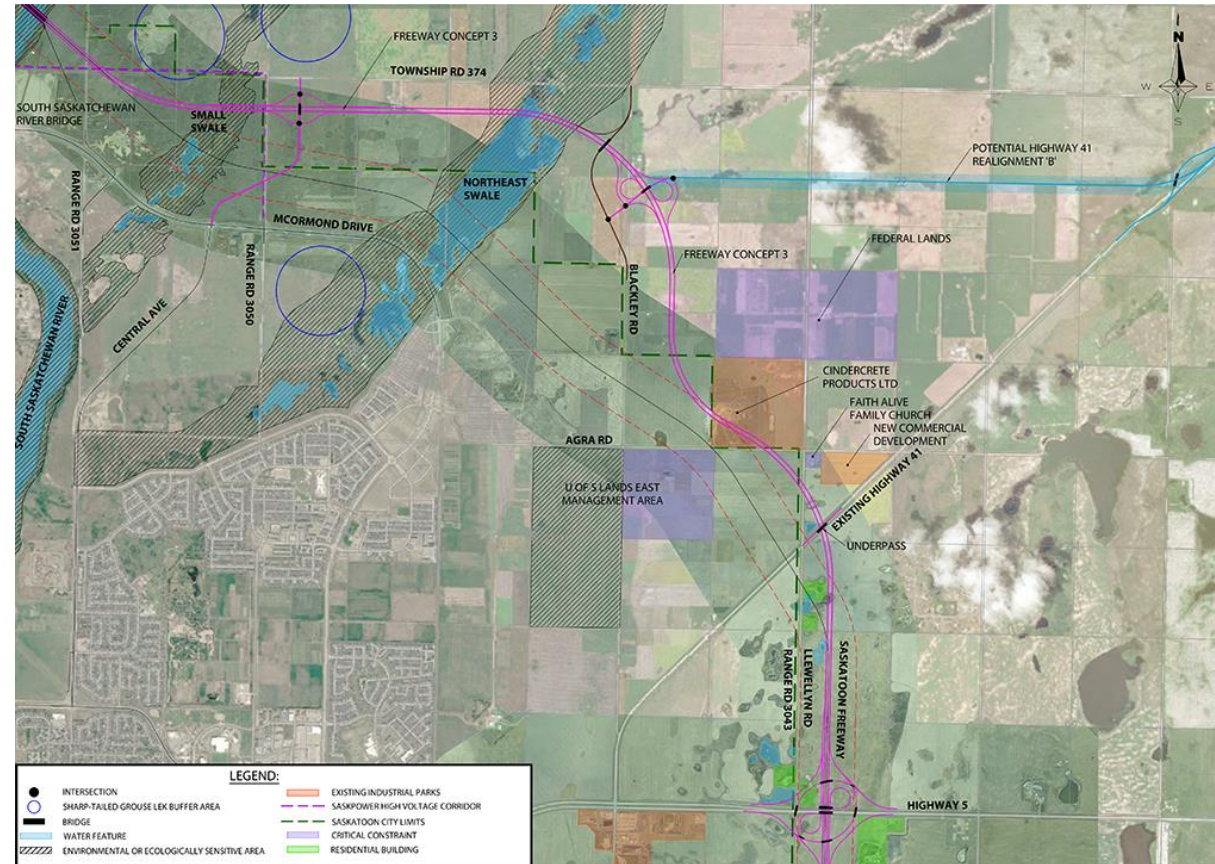 FREEWAY CONCEPT 3
N
TOWNSHIP RD 374
W
E
S
SOUTH SASKATCHEWAN
RIVER BRIDGE
SMALL
SWALE
POTENTIAL HIGHWAY 41
REALIGNMENT 'B'
RANGE RD 3051
NORTHEAST
SWALE
MCORMOND DRIVE
RANGE RD 3050
FEDERAL LANDS
FREEWAY CONCEPT 3
BLACKLEY RD
CENTRAL AVE
SOUTH SASKATCHEWAN RIVER
CINDERCRETE
PRODUCTS LTD
FAITH ALIVE
FAMILY CHURCH
NEW COMMERCIAL
DEVELOPMENT
AGRA RD
EXISTING HIGHWAY 41
U OF S LANDS EAST
MANAGEMENT AREA
UNDERPASS
RANGE RD 3043
LLEWELLYN RD
SASKATOON FREEWAY
HIGHWAY 5
LEGEND:
INTERSECTION
SHARP-TAILED GROUSE LEK BUFFER AREA
BRIDGE
WATER FEATURE
ENVIRONMENTAL OR ECOLOGICALLY SENSITIVE AREA
EXISTING INDUSTRIAL PARKS
SASKPOWER HIGH VOLTAGE CORRIDOR
SASKATOON CITY LIMITS
CRITICAL CONSTRAINT
RESIDENTIAL BUILDING